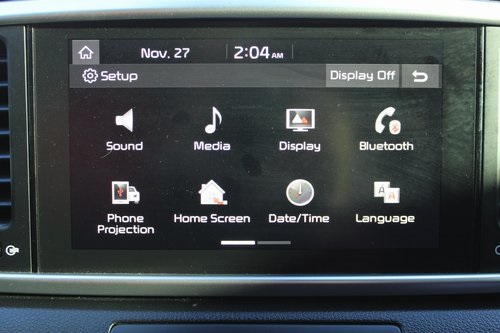 Nov. 27 2:04 AM
Setup Display Off
Sound Media Display Bluetooth
Phone Projection Home Screen Date/Time Language